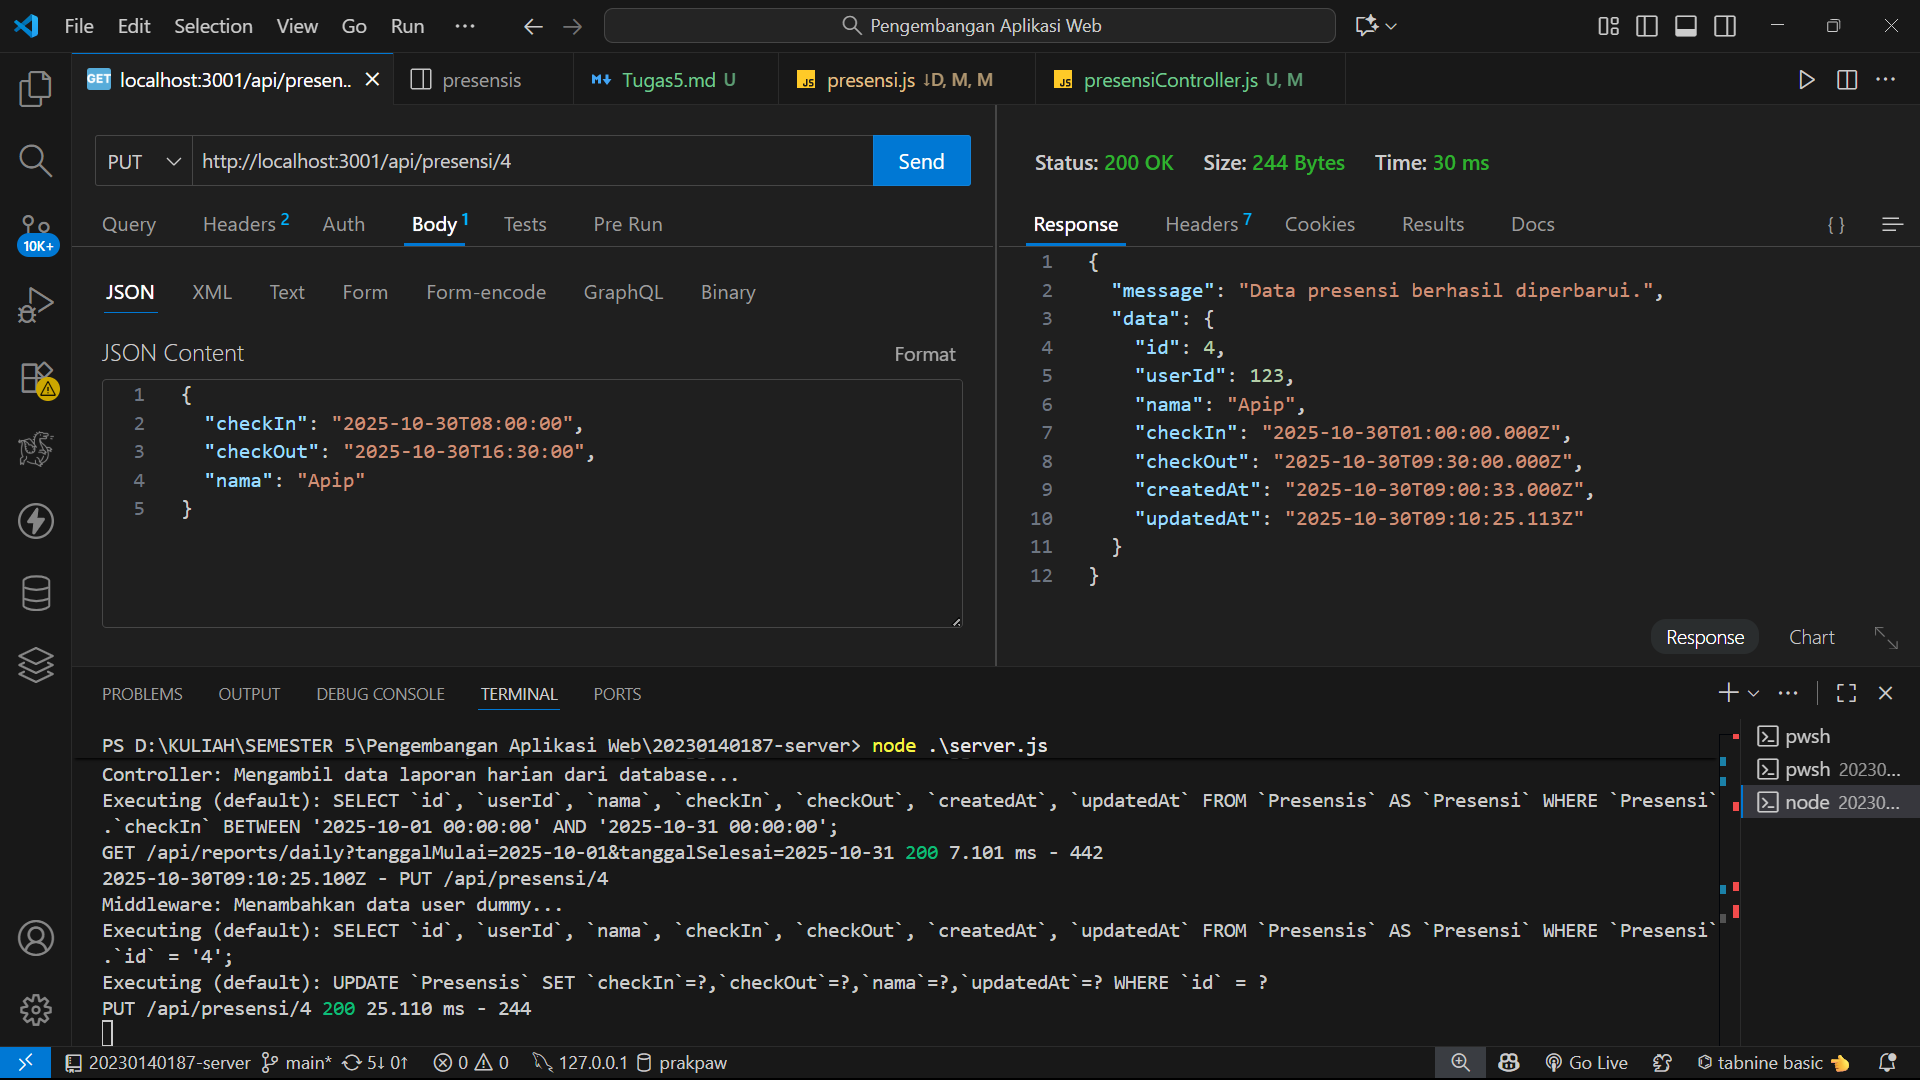 File Edit Selection View Go Run ··· Pengembangan Aplikasi Web
GET localhost:3001/api/presen.. presensis Tugas5.md U JS presensi.js ↓D, M, M JS presensiController.js U, M
PUT http://localhost:3001/api/presensi/4 Send
Query Headers 2 Auth Body 1 Tests Pre Run
JSON XML Text Form Form-encode GraphQL Binary
JSON Content Format
1 {
2 "checkIn": "2025-10-30T08:00:00",
3 "checkOut": "2025-10-30T16:30:00",
4 "nama": "Apip"
5 }
Status: 200 OK Size: 244 Bytes Time: 30 ms
Response Headers 7 Cookies Results Docs { }
1 {
2 "message": "Data presensi berhasil diperbarui.",
3 "data": {
4 "id": 4,
5 "userId": 123,
6 "nama": "Apip",
7 "checkIn": "2025-10-30T01:00:00.000Z",
8 "checkOut": "2025-10-30T09:30:00.000Z",
9 "createdAt": "2025-10-30T09:00:33.000Z",
10 "updatedAt": "2025-10-30T09:10:25.113Z"
11 }
12 }
Response Chart
10K+
PROBLEMS OUTPUT DEBUG CONSOLE TERMINAL PORTS
PS D:\KULIAH\SEMESTER 5\Pengembangan Aplikasi Web\20230140187-server> node .\server.js
Controller: Mengambil data laporan harian dari database...
Executing (default): SELECT `id`, `userId`, `nama`, `checkIn`, `checkOut`, `createdAt`, `updatedAt` FROM `Presensis` AS `Presensi` WHERE `Presensi`
.`checkIn` BETWEEN '2025-10-01 00:00:00' AND '2025-10-31 00:00:00';
GET /api/reports/daily?tanggalMulai=2025-10-01&tanggalSelesai=2025-10-31 200 7.101 ms - 442
2025-10-30T09:10:25.100Z - PUT /api/presensi/4
Middleware: Menambahkan data user dummy...
Executing (default): SELECT `id`, `userId`, `nama`, `checkIn`, `checkOut`, `createdAt`, `updatedAt` FROM `Presensis` AS `Presensi` WHERE `Presensi`
.`id` = '4';
Executing (default): UPDATE `Presensis` SET `checkIn`=?,`checkOut`=?,`nama`=?,`updatedAt`=? WHERE `id` = ?
PUT /api/presensi/4 200 25.110 ms - 244
pwsh
pwsh 20230...
node 20230...
20230140187-server main* 5↓ 0↑ 0 0 127.0.0.1 prakpaw Go Live tabnine basic 👈